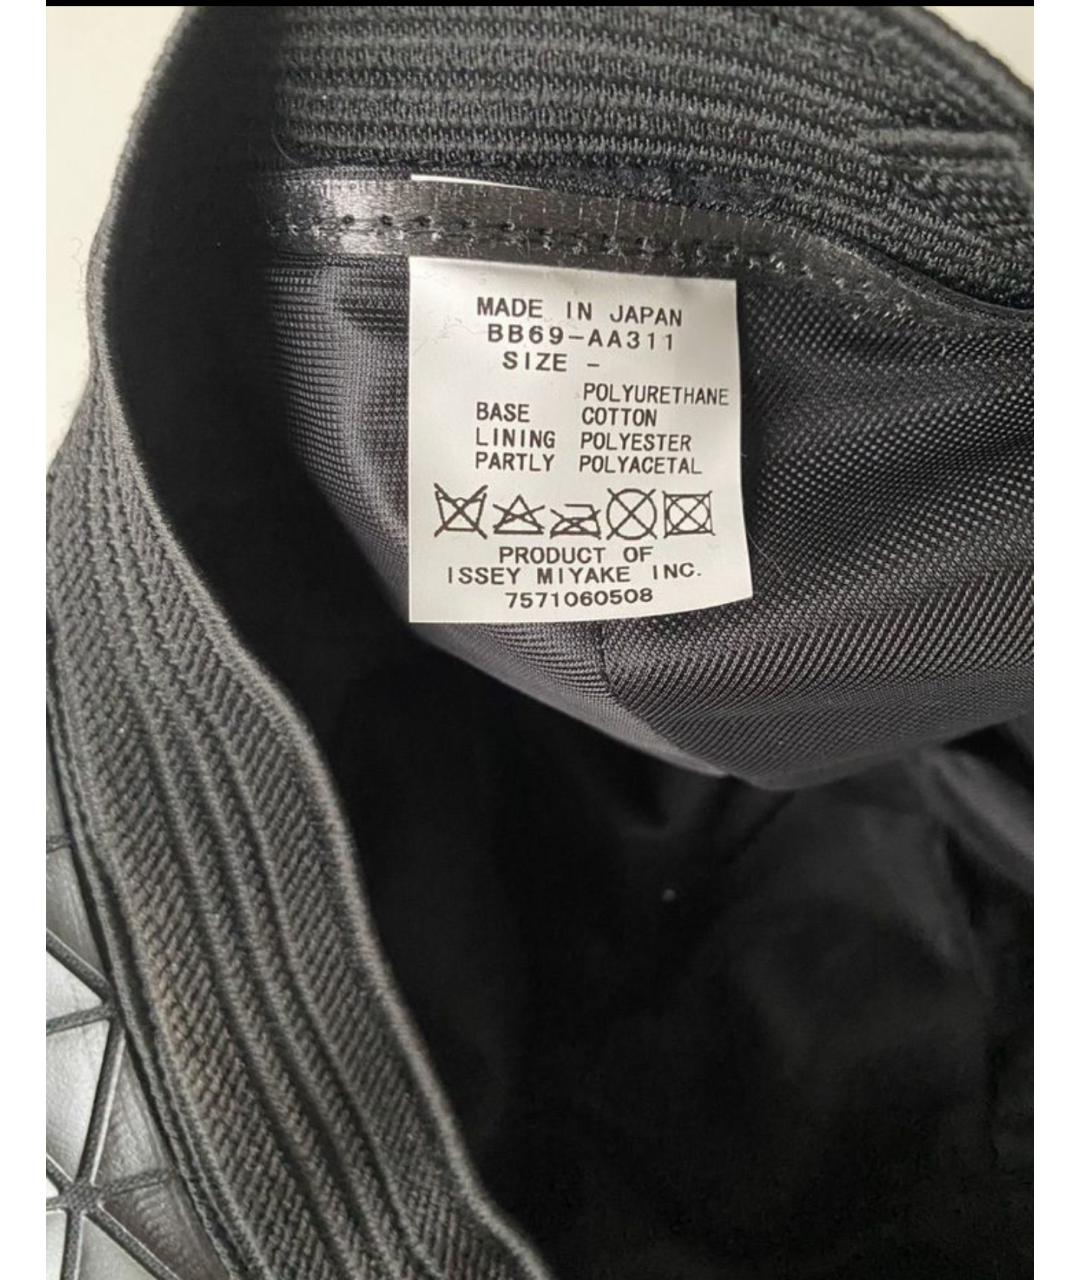 MADE IN JAPAN
BB69-AA311
SIZE -
POLYURETHANE
BASE COTTON
LINING POLYESTER
PARTLY POLYACETAL
PRODUCT OF
ISSEY MIYAKE INC.
7571060508